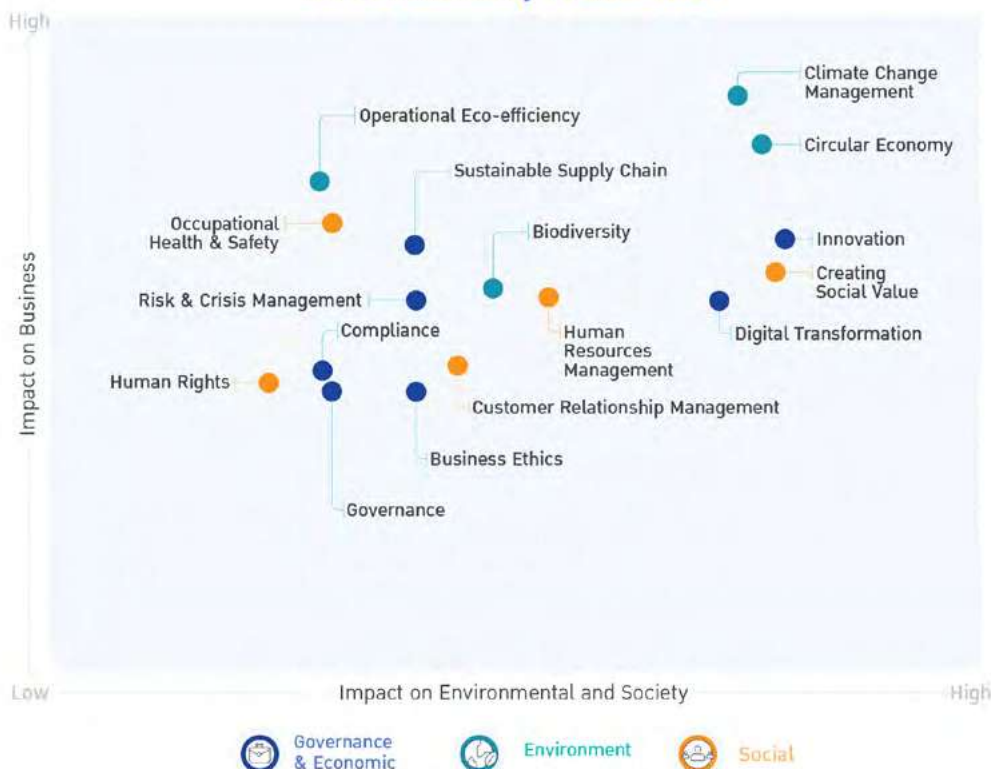 High
Climate Change
Management
Operational Eco-efficiency
Circular Economy
Sustainable Supply Chain
Occupational
Health & Safety
Biodiversity
Innovation
Creating
Social Value
Risk & Crisis Management
Compliance
Human
Resources
Management
Digital Transformation
Human Rights
Customer Relationship Management
Business Ethics
Governance
Impact on Business
Low
Impact on Environmental and Society
High
Governance
& Economic
Environment
Social